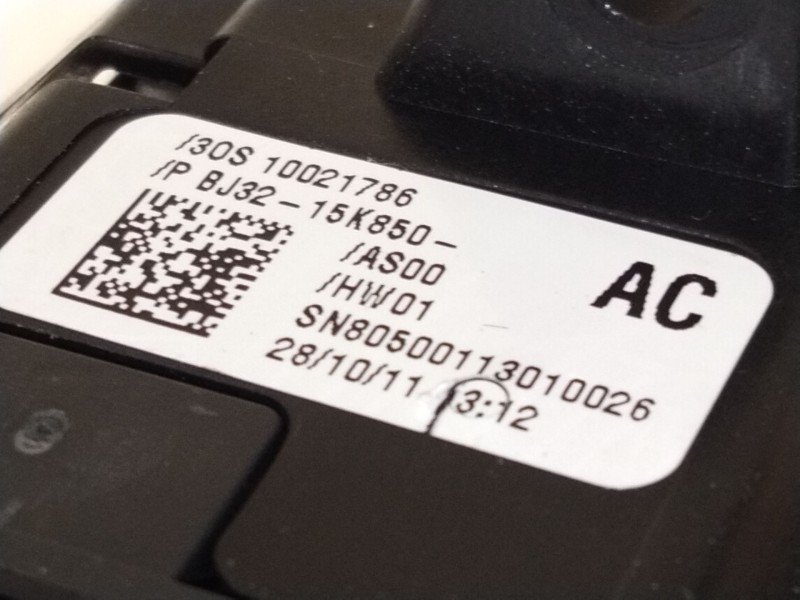 /30S 10021786
/P BJ32-15K850-
/AS00
/HW01
AC
SN80500113010026
28/10/11 13:12